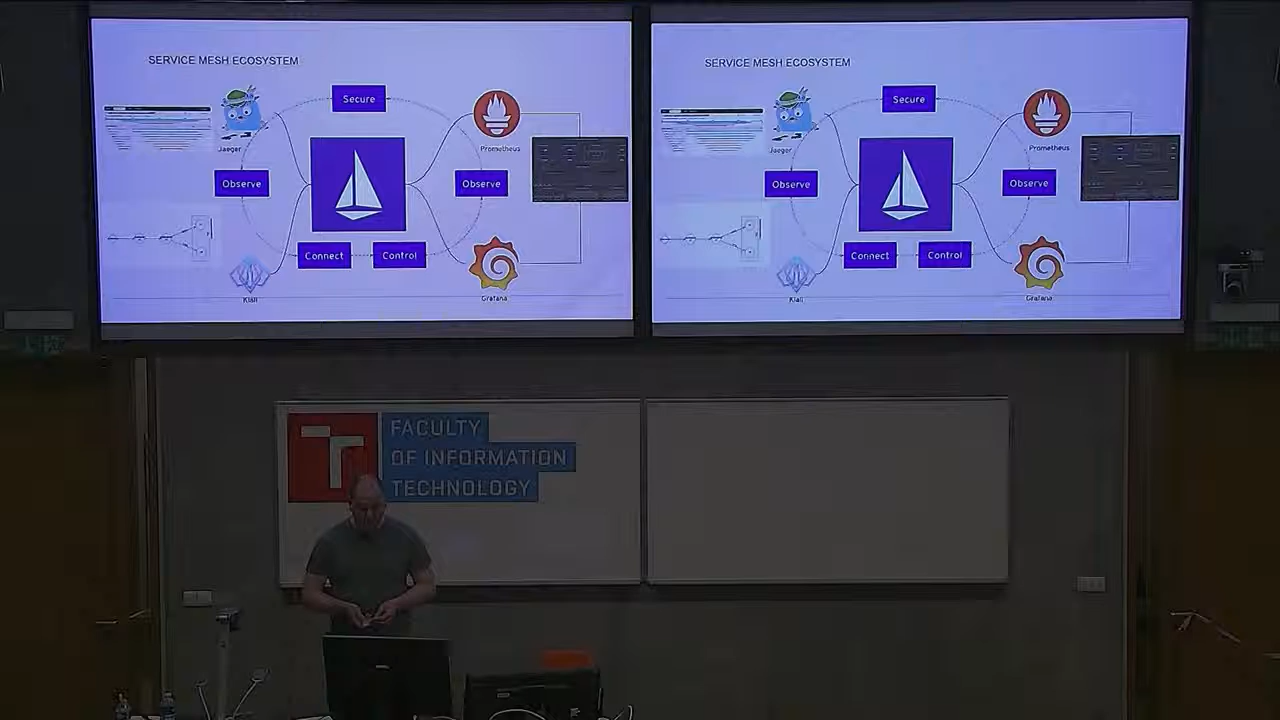 SERVICE MESH ECOSYSTEM
Secure
Jaeger
Prometheus
Observe
Observe
Connect
Control
Kiali
Grafana
SERVICE MESH ECOSYSTEM
Secure
Jaeger
Prometheus
Observe
Observe
Connect
Control
Kiali
Grafana
FACULTY
OF INFORMATION
TECHNOLOGY